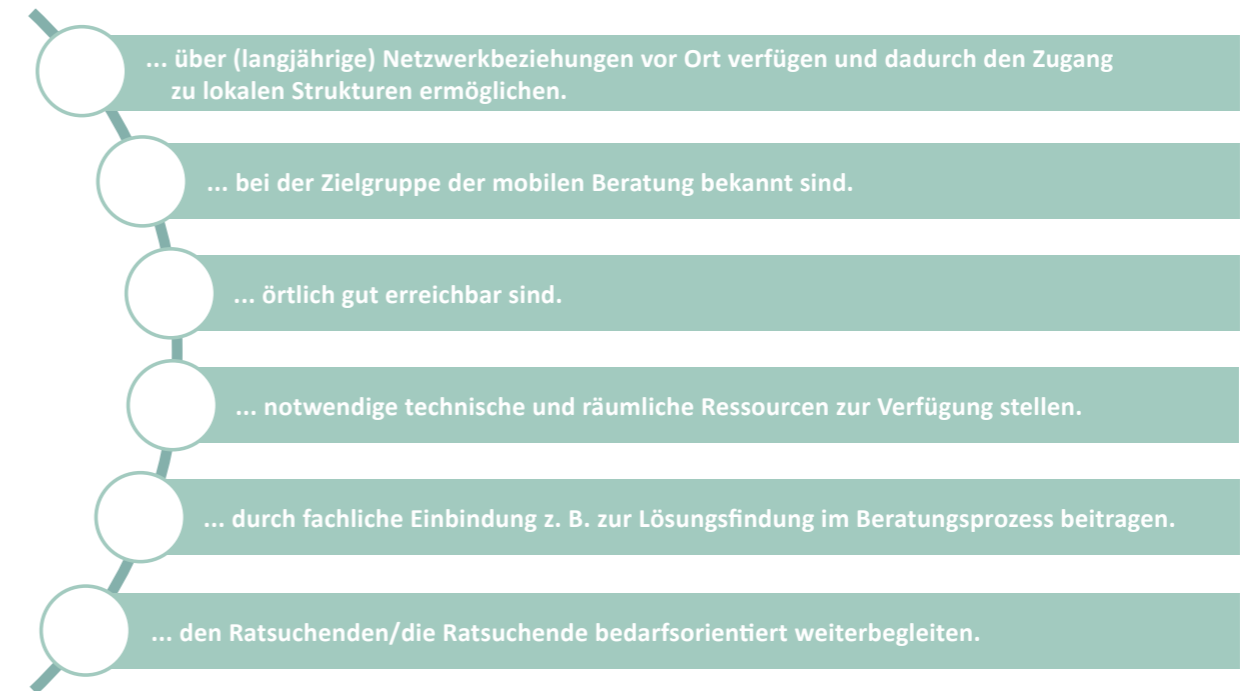 ... über (langjährige) Netzwerkbeziehungen vor Ort verfügen und dadurch den Zugang
zu lokalen Strukturen ermöglichen.
... bei der Zielgruppe der mobilen Beratung bekannt sind.
... örtlich gut erreichbar sind.
... notwendige technische und räumliche Ressourcen zur Verfügung stellen.
... durch fachliche Einbindung z. B. zur Lösungsfindung im Beratungsprozess beitragen.
... den Ratsuchenden/die Ratsuchende bedarfsorientiert weiterbegleiten.